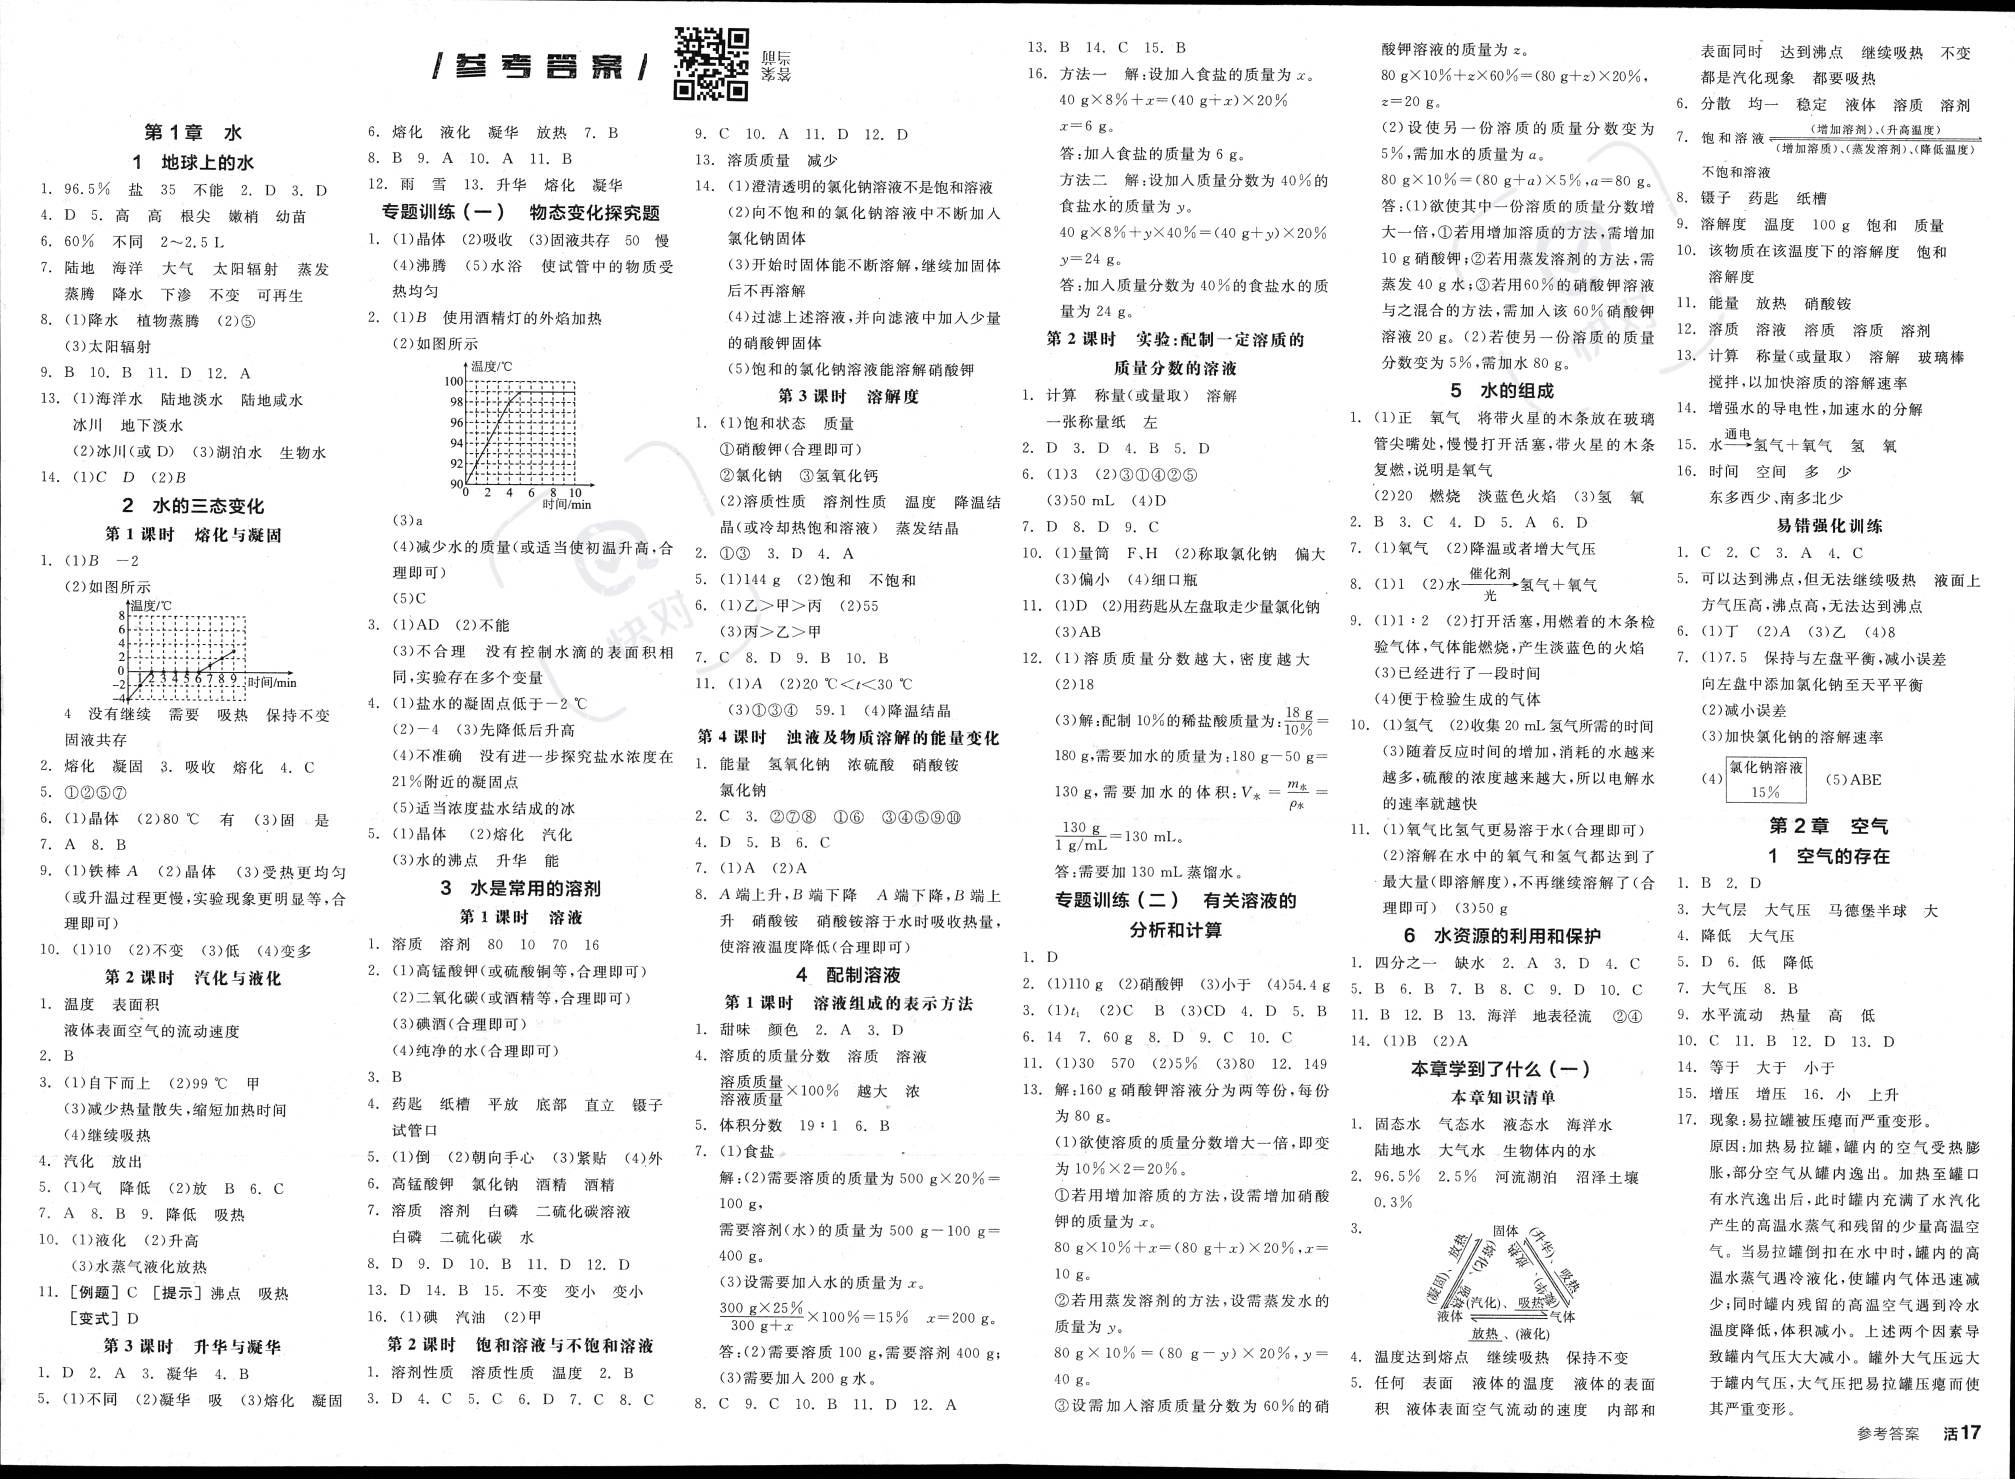 /参考答案/
答案当前
第1章 水
1 地球上的水
1. 96.5% 盐 35 不能 2. D 3. D
4. D 5. 高 高 根尖 嫩梢 幼苗
6. 60% 不同 2～2.5 L
7. 陆地 海洋 大气 太阳辐射 蒸发
蒸腾 降水 下渗 不变 可再生
8. (1)降水 植物蒸腾 (2)⑤
(3)太阳辐射
9. B 10. B 11. D 12. A
13. (1)海洋水 陆地淡水 陆地咸水
冰川 地下淡水
(2)冰川(或 D) (3)湖泊水 生物水
14. (1)C D (2)B
2 水的三态变化
第 1 课时 熔化与凝固
1. (1)B －2
(2)如图所示
温度/℃
8
6
4
2
0
-2
-4
1 2 3 4 5 6 7 8 9 时间/min
4 没有继续 需要 吸热 保持不变
固液共存
2. 熔化 凝固 3. 吸收 熔化 4. C
5. ①②⑤⑦
6. (1)晶体 (2)80 ℃ 有 (3)固 是
7. A 8. B
9. (1)铁棒 A (2)晶体 (3)受热更均匀
(或升温过程更慢,实验现象更明显等,合
理即可)
10. (1)10 (2)不变 (3)低 (4)变多
第 2 课时 汽化与液化
1. 温度 表面积
液体表面空气的流动速度
2. B
3. (1)自下而上 (2)99 ℃ 甲
(3)减少热量散失,缩短加热时间
(4)继续吸热
4. 汽化 放出
5. (1)气 降低 (2)放 B 6. C
7. A 8. B 9. 降低 吸热
10. (1)液化 (2)升高
(3)水蒸气液化放热
11. [例题] C [提示] 沸点 吸热
[变式] D
第 3 课时 升华与凝华
1. D 2. A 3. 凝华 4. B
5. (1)不同 (2)凝华 吸 (3)熔化 凝固
6. 熔化 液化 凝华 放热 7. B
8. B 9. A 10. A 11. B
12. 雨 雪 13. 升华 熔化 凝华
专题训练(一) 物态变化探究题
1. (1)晶体 (2)吸收 (3)固液共存 50 慢
(4)沸腾 (5)水浴 使试管中的物质受
热均匀
2. (1)B 使用酒精灯的外焰加热
(2)如图所示
温度/℃
100
98
96
94
92
90
0 2 4 6 8 10
时间/min
(3)a
(4)减少水的质量(或适当使初温升高,合
理即可)
(5)C
3. (1)AD (2)不能
(3)不合理 没有控制水滴的表面积相
同,实验存在多个变量
4. (1)盐水的凝固点低于－2 ℃
(2)－4 (3)先降低后升高
(4)不准确 没有进一步探究盐水浓度在
21%附近的凝固点
(5)适当浓度盐水结成的冰
5. (1)晶体 (2)熔化 汽化
(3)水的沸点 升华 能
3 水是常用的溶剂
第 1 课时 溶液
1. 溶质 溶剂 80 10 70 16
2. (1)高锰酸钾(或硫酸铜等,合理即可)
(2)二氧化碳(或酒精等,合理即可)
(3)碘酒(合理即可)
(4)纯净的水(合理即可)
3. B
4. 药匙 纸槽 平放 底部 直立 镊子
试管口
5. (1)倒 (2)朝向手心 (3)紧贴 (4)外
6. 高锰酸钾 氯化钠 酒精 酒精
7. 溶质 溶剂 白磷 二硫化碳溶液
白磷 二硫化碳 水
8. D 9. D 10. B 11. D 12. D
13. D 14. B 15. 不变 变小 变小
16. (1)碘 汽油 (2)甲
第 2 课时 饱和溶液与不饱和溶液
1. 溶剂性质 溶质性质 温度 2. B
3. D 4. C 5. C 6. D 7. C 8. C
9. C 10. A 11. D 12. D
13. 溶质质量 减少
14. (1)澄清透明的氯化钠溶液不是饱和溶液
(2)向不饱和的氯化钠溶液中不断加入
氯化钠固体
(3)开始时固体能不断溶解,继续加固体
后不再溶解
(4)过滤上述溶液,并向滤液中加入少量
的硝酸钾固体
(5)饱和的氯化钠溶液能溶解硝酸钾
第 3 课时 溶解度
1. (1)饱和状态 质量
①硝酸钾(合理即可)
②氯化钠 ③氢氧化钙
(2)溶质性质 溶剂性质 温度 降温结
晶(或冷却热饱和溶液) 蒸发结晶
2. ①③ 3. D 4. A
5. (1)144 g (2)饱和 不饱和
6. (1)乙＞甲＞丙 (2)55
(3)丙＞乙＞甲
7. C 8. D 9. B 10. B
11. (1)A (2)20 ℃＜t＜30 ℃
(3)①③④ 59.1 (4)降温结晶
第 4 课时 浊液及物质溶解的能量变化
1. 能量 氢氧化钠 浓硫酸 硝酸铵
氯化钠
2. C 3. ②⑦⑧ ①⑥ ③④⑤⑨⑩
4. D 5. B 6. C
7. (1)A (2)A
8. A 端上升,B 端下降 A 端下降,B 端上
升 硝酸铵 硝酸铵溶于水时吸收热量,
使溶液温度降低(合理即可)
4 配制溶液
第 1 课时 溶液组成的表示方法
1. 甜味 颜色 2. A 3. D
4. 溶质的质量分数 溶质 溶液
溶质质量/溶液质量×100% 越大 浓
5. 体积分数 19∶1 6. B
7. (1)食盐
解:(2)需要溶质的质量为 500 g×20%＝
100 g,
需要溶剂(水)的质量为 500 g－100 g＝
400 g。
(3)设需要加入水的质量为 x。
300 g×25%/300 g＋x×100%＝15% x＝200 g。
答:(2)需要溶质 100 g,需要溶剂 400 g;
(3)需要加入 200 g 水。
8. C 9. C 10. B 11. D 12. A
13. B 14. C 15. B
16. 方法一 解:设加入食盐的质量为 x。
40 g×8%＋x＝(40 g＋x)×20%
x＝6 g。
答:加入食盐的质量为 6 g。
方法二 解:设加入质量分数为 40%的
食盐水的质量为 y。
40 g×8%＋y×40%＝(40 g＋y)×20%
y＝24 g。
答:加入质量分数为 40%的食盐水的质
量为 24 g。
第 2 课时 实验:配制一定溶质的
质量分数的溶液
1. 计算 称量(或量取) 溶解
一张称量纸 左
2. D 3. D 4. B 5. D
6. (1)3 (2)③①④②⑤
(3)50 mL (4)D
7. D 8. D 9. C
10. (1)量筒 F、H (2)称取氯化钠 偏大
(3)偏小 (4)细口瓶
11. (1)D (2)用药匙从左盘取走少量氯化钠
(3)AB
12. (1)溶质质量分数越大,密度越大
(2)18
(3)解:配制 10%的稀盐酸质量为:18 g/10%＝
180 g,需要加水的质量为:180 g－50 g＝
130 g,需要加水的体积:V水＝m水/ρ水＝
130 g/1 g/mL＝130 mL。
答:需要加 130 mL 蒸馏水。
专题训练(二) 有关溶液的
分析和计算
1. D
2. (1)110 g (2)硝酸钾 (3)小于 (4)54.4 g
3. (1)t₁ (2)C B (3)CD 4. D 5. B
6. 14 7. 60 g 8. D 9. C 10. C
11. (1)30 570 (2)5% (3)80 12. 149
13. 解:160 g 硝酸钾溶液分为两等份,每份
为 80 g。
(1)欲使溶质的质量分数增大一倍,即变
为 10%×2＝20%。
①若用增加溶质的方法,设需增加硝酸
钾的质量为 x。
80 g×10%＋x＝(80 g＋x)×20%,x＝
10 g。
②若用蒸发溶剂的方法,设需蒸发水的
质量为 y。
80 g×10%＝(80 g－y)×20%,y＝
40 g。
③设需加入溶质质量分数为 60%的硝
酸钾溶液的质量为 z。
80 g×10%＋z×60%＝(80 g＋z)×20%,
z＝20 g。
(2)设使另一份溶质的质量分数变为
5%,需加水的质量为 a。
80 g×10%＝(80 g＋a)×5%,a＝80 g。
答:(1)欲使其中一份溶质的质量分数增
大一倍,①若用增加溶质的方法,需增加
10 g 硝酸钾;②若用蒸发溶剂的方法,需
蒸发 40 g 水;③若用60%的硝酸钾溶液
与之混合的方法,需加入该 60%硝酸钾
溶液 20 g。(2)若使另一份溶质的质量
分数变为 5%,需加水 80 g。
5 水的组成
1. (1)正 氧气 将带火星的木条放在玻璃
管尖嘴处,慢慢打开活塞,带火星的木条
复燃,说明是氧气
(2)20 燃烧 淡蓝色火焰 (3)氢 氧
2. B 3. C 4. D 5. A 6. D
7. (1)氧气 (2)降温或者增大气压
8. (1)1 (2)水 催化剂/光→氢气＋氧气
9. (1)1∶2 (2)打开活塞,用燃着的木条检
验气体,气体能燃烧,产生淡蓝色的火焰
(3)已经进行了一段时间
(4)便于检验生成的气体
10. (1)氢气 (2)收集 20 mL 氢气所需的时间
(3)随着反应时间的增加,消耗的水越来
越多,硫酸的浓度越来越大,所以电解水
的速率就越快
11. (1)氧气比氢气更易溶于水(合理即可)
(2)溶解在水中的氧气和氢气都达到了
最大量(即溶解度),不再继续溶解了(合
理即可) (3)50 g
6 水资源的利用和保护
1. 四分之一 缺水 2. A 3. D 4. C
5. B 6. B 7. B 8. C 9. D 10. C
11. B 12. B 13. 海洋 地表径流 ②④
14. (1)B (2)A
本章学到了什么(一)
本章知识清单
1. 固态水 气态水 液态水 海洋水
陆地水 大气水 生物体内的水
2. 96.5% 2.5% 河流湖泊 沼泽土壤
0.3%
3.
固体
(凝固)、放热
(熔化)、吸热
(升华)、吸热
(凝华)、放热
(汽化)、吸热
液体 气体
放热、(液化)
4. 温度达到熔点 继续吸热 保持不变
5. 任何 表面 液体的温度 液体的表面
积 液体表面空气流动的速度 内部和
表面同时 达到沸点 继续吸热 不变
都是汽化现象 都要吸热
6. 分散 均一 稳定 液体 溶质 溶剂
7. 饱和溶液 (增加溶剂)、(升高温度)
(增加溶质)、(蒸发溶剂)、(降低温度)
不饱和溶液
8. 镊子 药匙 纸槽
9. 溶解度 温度 100 g 饱和 质量
10. 该物质在该温度下的溶解度 饱和
溶解度
11. 能量 放热 硝酸铵
12. 溶质 溶液 溶质 溶质 溶剂
13. 计算 称量(或量取) 溶解 玻璃棒
搅拌,以加快溶质的溶解速率
14. 增强水的导电性,加速水的分解
15. 水 通电→氢气＋氧气 氢 氧
16. 时间 空间 多 少
东多西少、南多北少
易错强化训练
1. C 2. C 3. A 4. C
5. 可以达到沸点,但无法继续吸热 液面上
方气压高,沸点高,无法达到沸点
6. (1)丁 (2)A (3)乙 (4)8
7. (1)7.5 保持与左盘平衡,减小误差
向左盘中添加氯化钠至天平平衡
(2)减小误差
(3)加快氯化钠的溶解速率
(4) 氯化钠溶液 15% (5)ABE
第2章 空气
1 空气的存在
1. B 2. D
3. 大气层 大气压 马德堡半球 大
4. 降低 大气压
5. D 6. 低 降低
7. 大气压 8. B
9. 水平流动 热量 高 低
10. C 11. B 12. D 13. D
14. 等于 大于 小于
15. 增压 增压 16. 小 上升
17. 现象:易拉罐被压瘪而严重变形。
原因:加热易拉罐,罐内的空气受热膨
胀,部分空气从罐内逸出。加热至罐口
有水汽逸出后,此时罐内充满了水汽化
产生的高温水蒸气和残留的少量高温空
气。当易拉罐倒扣在水中时,罐内的高
温水蒸气遇冷液化,使罐内气体迅速减
少;同时罐内残留的高温空气遇到冷水
温度降低,体积减小。上述两个因素导
致罐内气压大大减小。罐外大气压远大
于罐内气压,大气压把易拉罐压瘪而使
其严重变形。
参考答案 活17
快对
快对